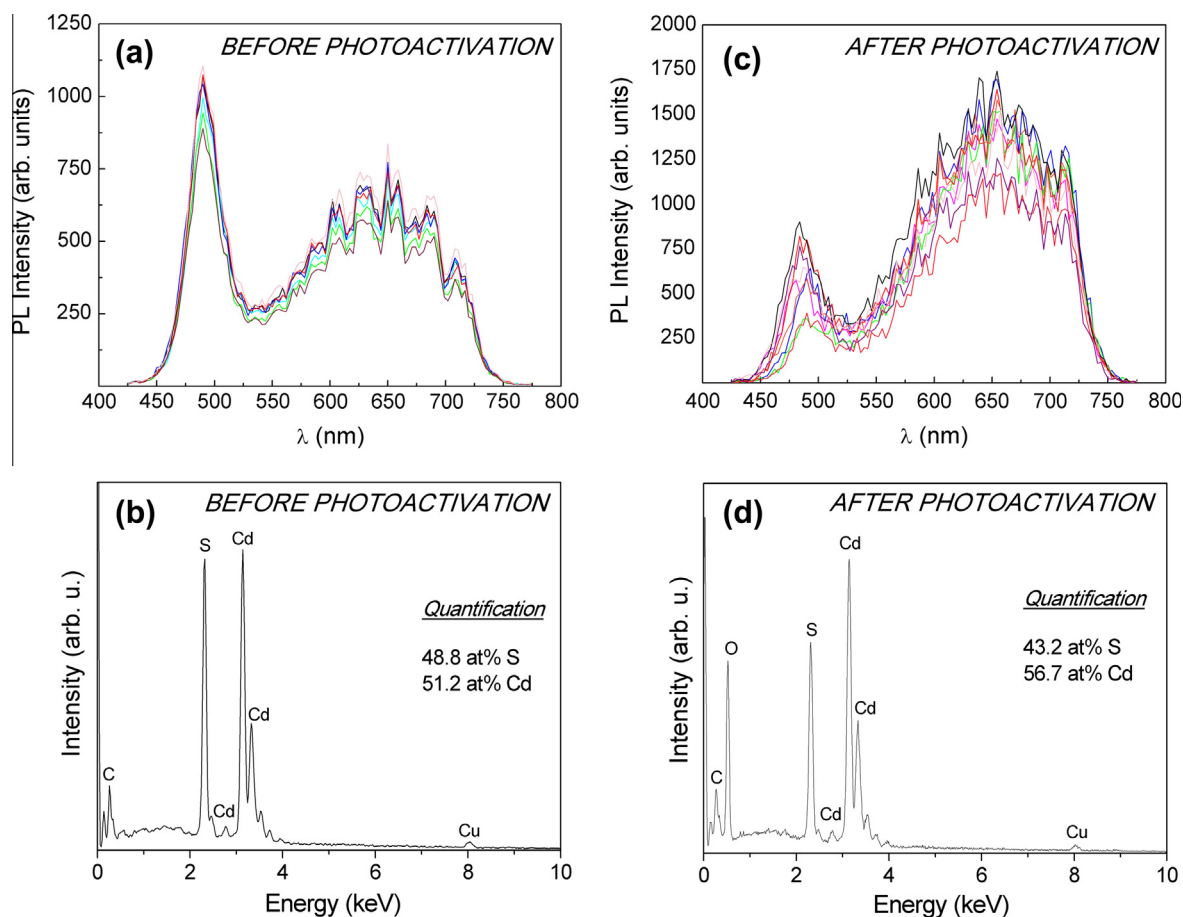 (a)
BEFORE PHOTOACTIVATION
PL Intensity (arb. units)
1250
1000
750
500
250
400 450 500 550 600 650 700 750 800
λ (nm)
(c)
AFTER PHOTOACTIVATION
PL Intensity (arb. units)
2000
1750
1500
1250
1000
750
500
250
0
400 450 500 550 600 650 700 750 800
λ (nm)
(b)
BEFORE PHOTOACTIVATION
Intensity (arb. u.)
S
Cd
Quantification
48.8 at% S
51.2 at% Cd
Cd
C
Cd
Cu
0 2 4 6 8 10
Energy (keV)
(d)
AFTER PHOTOACTIVATION
Intensity (arb. u.)
Cd
Quantification
O
S
43.2 at% S
56.7 at% Cd
Cd
C
Cd
Cu
0 2 4 6 8 10
Energy (keV)